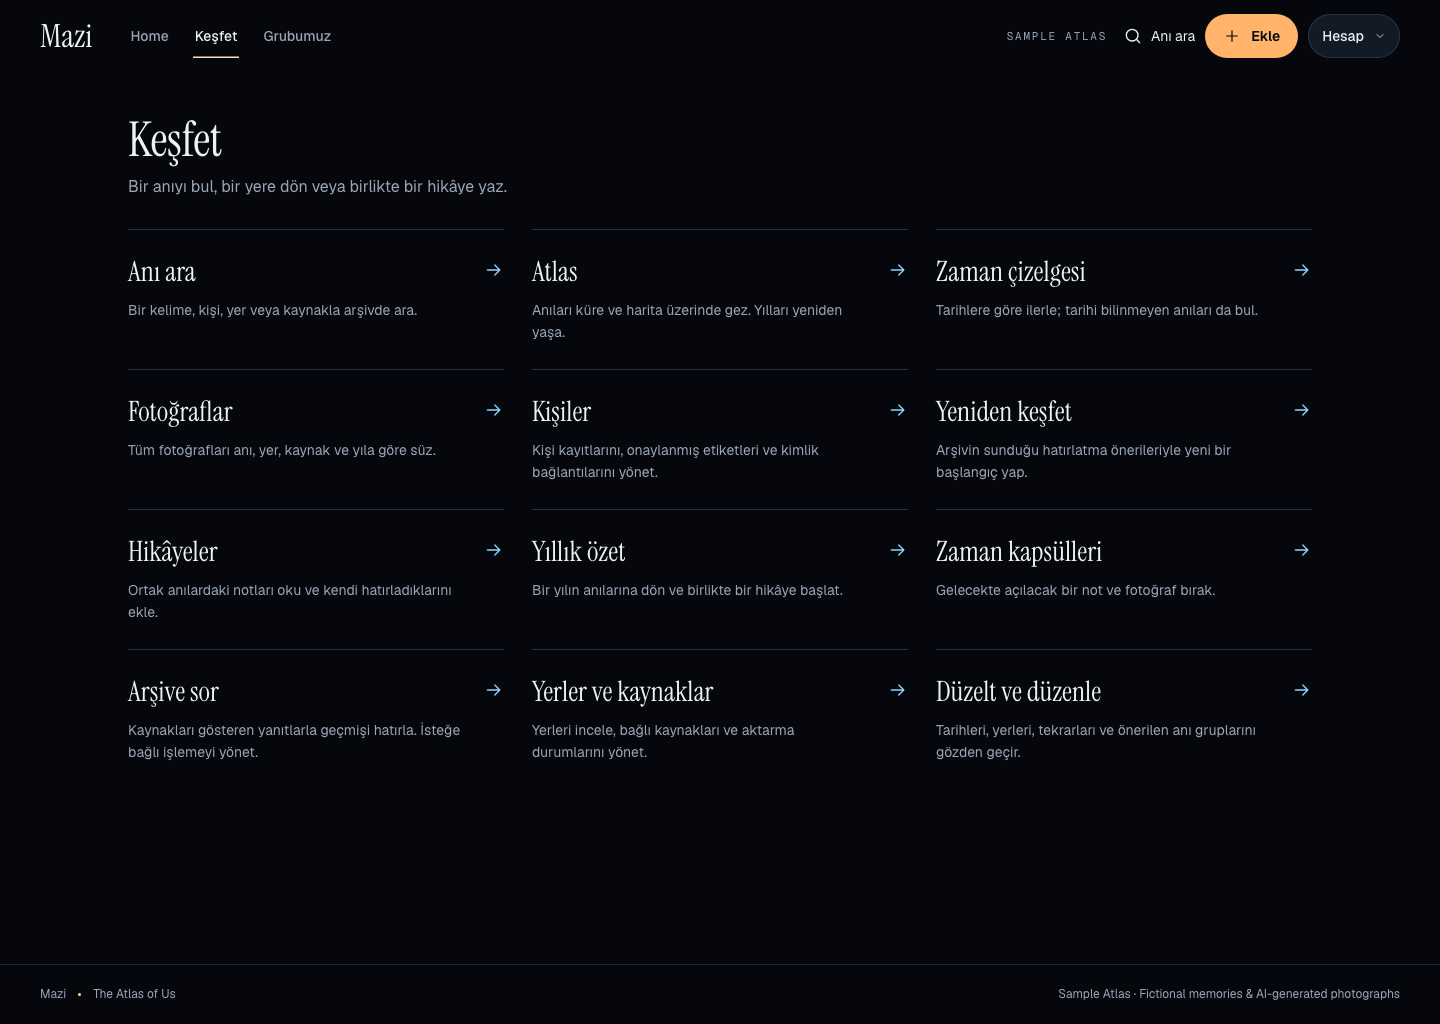 Mazi
Home
Keşfet
Grubumuz
SAMPLE ATLAS
Anı ara
Ekle
Hesap
Keşfet
Bir anıyı bul, bir yere dön veya birlikte bir hikâye yaz.
Anı ara
Bir kelime, kişi, yer veya kaynakla arşivde ara.
Atlas
Anıları küre ve harita üzerinde gez. Yılları yeniden
yaşa.
Zaman çizelgesi
Tarihlere göre ilerle; tarihi bilinmeyen anıları da bul.
Fotoğraflar
Tüm fotoğrafları anı, yer, kaynak ve yıla göre süz.
Kişiler
Kişi kayıtlarını, onaylanmış etiketleri ve kimlik
bağlantılarını yönet.
Yeniden keşfet
Arşivin sunduğu hatırlatma önerileriyle yeni bir
başlangıç yap.
Hikâyeler
Ortak anılardaki notları oku ve kendi hatırladıklarını
ekle.
Yıllık özet
Bir yılın anılarına dön ve birlikte bir hikâye başlat.
Zaman kapsülleri
Gelecekte açılacak bir not ve fotoğraf bırak.
Arşive sor
Kaynakları gösteren yanıtlarla geçmişi hatırla. İsteğe
bağlı işlemeyi yönet.
Yerler ve kaynaklar
Yerleri incele, bağlı kaynakları ve aktarma
durumlarını yönet.
Düzelt ve düzenle
Tarihleri, yerleri, tekrarları ve önerilen anı gruplarını
gözden geçir.
Mazi • The Atlas of Us
Sample Atlas · Fictional memories & AI-generated photographs